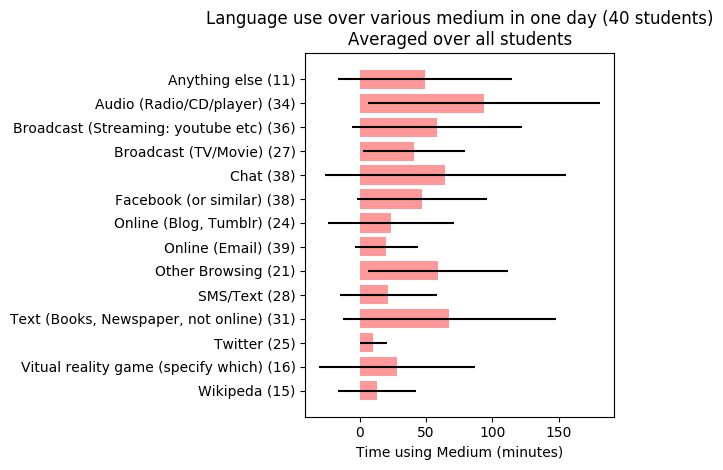 Language use over various medium in one day (40 students)
Averaged over all students
Anything else (11)
Audio (Radio/CD/player) (34)
Broadcast (Streaming: youtube etc) (36)
Broadcast (TV/Movie) (27)
Chat (38)
Facebook (or similar) (38)
Online (Blog, Tumblr) (24)
Online (Email) (39)
Other Browsing (21)
SMS/Text (28)
Text (Books, Newspaper, not online) (31)
Twitter (25)
Vitual reality game (specify which) (16)
Wikipeda (15)
0 50 100 150
Time using Medium (minutes)